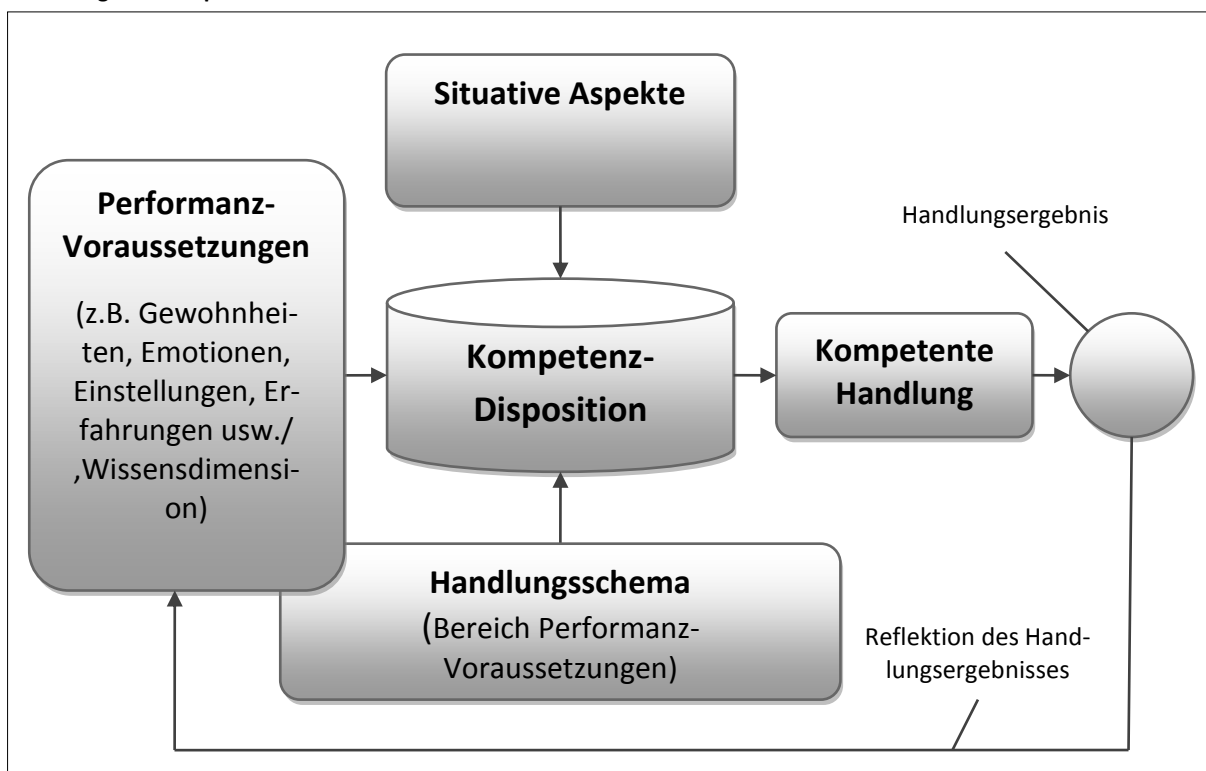 Situative Aspekte
Performanz-
Voraussetzungen
(z.B. Gewohnhei-
ten, Emotionen,
Einstellungen, Er-
fahrungen usw./
‚Wissensdimensi-
on)
Kompetenz-
Disposition
Kompetente
Handlung
Handlungsergebnis
Handlungsschema
(Bereich Performanz-
Voraussetzungen)
Reflektion des Hand-
lungsergebnisses